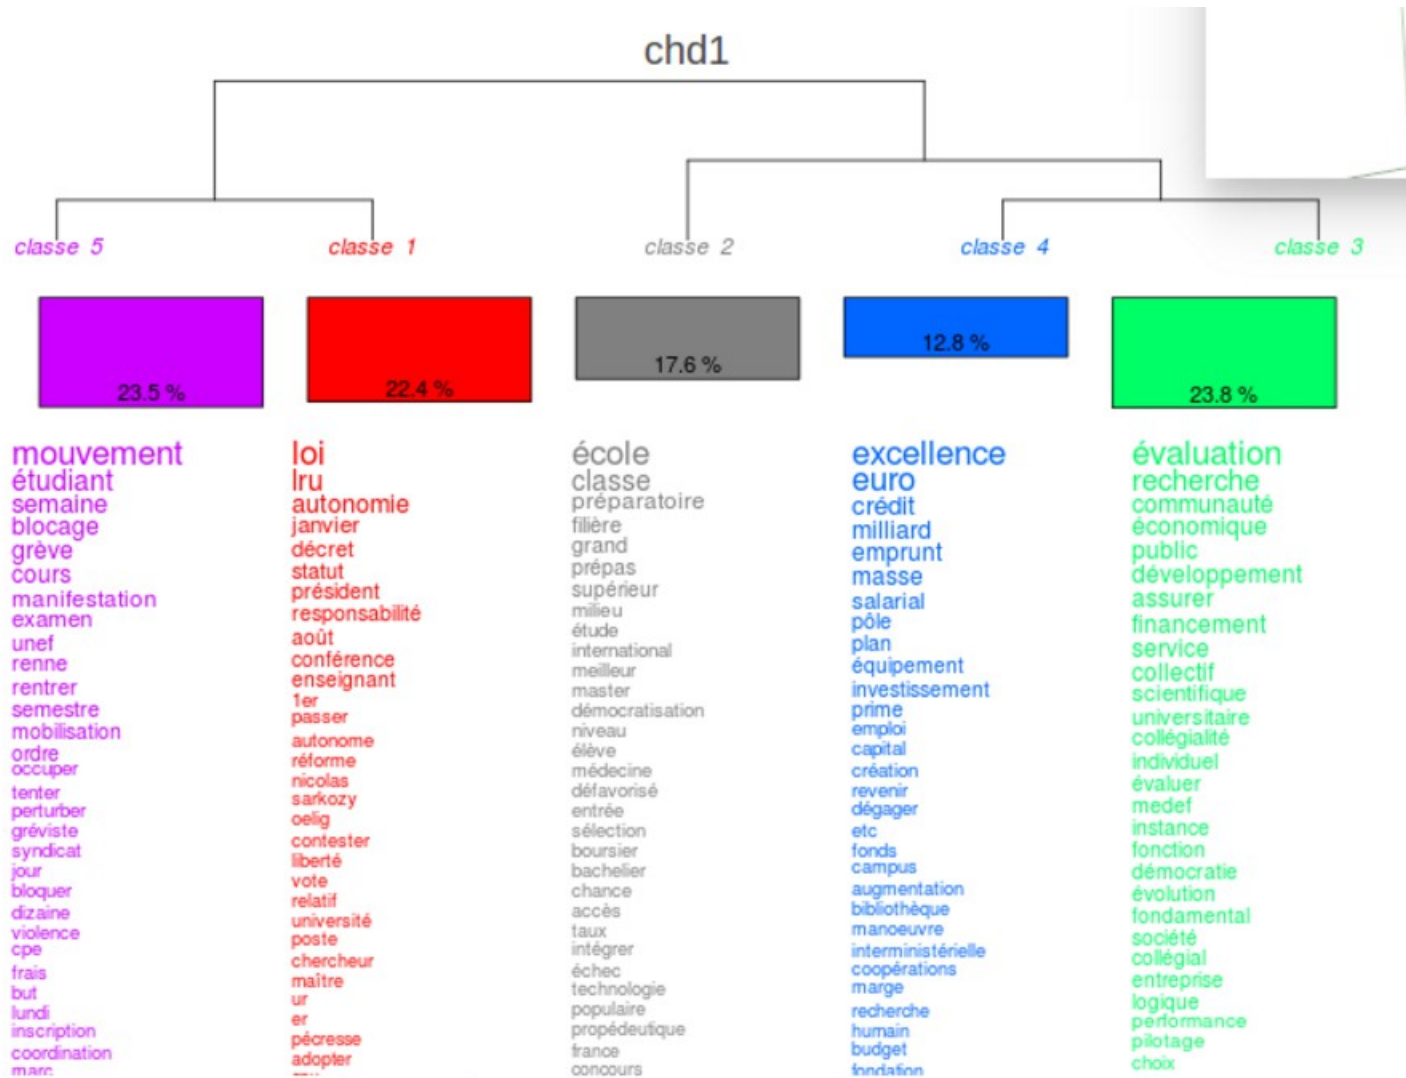 chd1
classe 5
classe 1
classe 2
classe 4
classe 3
23.5 %
22.4 %
17.6 %
12.8 %
23.8 %
mouvement
étudiant
semaine
blocage
grève
cours
manifestation
examen
unef
renne
rentrer
semestre
mobilisation
ordre
occuper
tenter
perturber
gréviste
syndicat
jour
bloquer
dizaine
violence
cpe
frais
but
lundi
inscription
coordination
marc
loi
lru
autonomie
janvier
décret
statut
président
responsabilité
août
conférence
enseignant
1er
passer
autonome
réforme
nicolas
sarkozy
oelig
contester
liberté
vote
relatif
université
poste
chercheur
maître
ur
er
pécresse
adopter
école
classe
préparatoire
filière
grand
prépas
supérieur
milieu
étude
international
meilleur
master
démocratisation
niveau
élève
médecine
défavorisé
entrée
sélection
boursier
bachelier
chance
accès
taux
intégrer
échec
technologie
populaire
propédeutique
france
concours
excellence
euro
crédit
milliard
emprunt
masse
salarial
pôle
plan
équipement
investissement
prime
emploi
capital
création
revenir
dégager
etc
fonds
campus
augmentation
bibliothèque
manoeuvre
interministérielle
coopérations
marge
recherche
humain
budget
fondation
évaluation
recherche
communauté
économique
public
développement
assurer
financement
service
collectif
scientifique
universitaire
collégialité
individuel
évaluer
medef
instance
fonction
démocratie
évolution
fondamental
société
collégial
entreprise
logique
performance
pilotage
choix